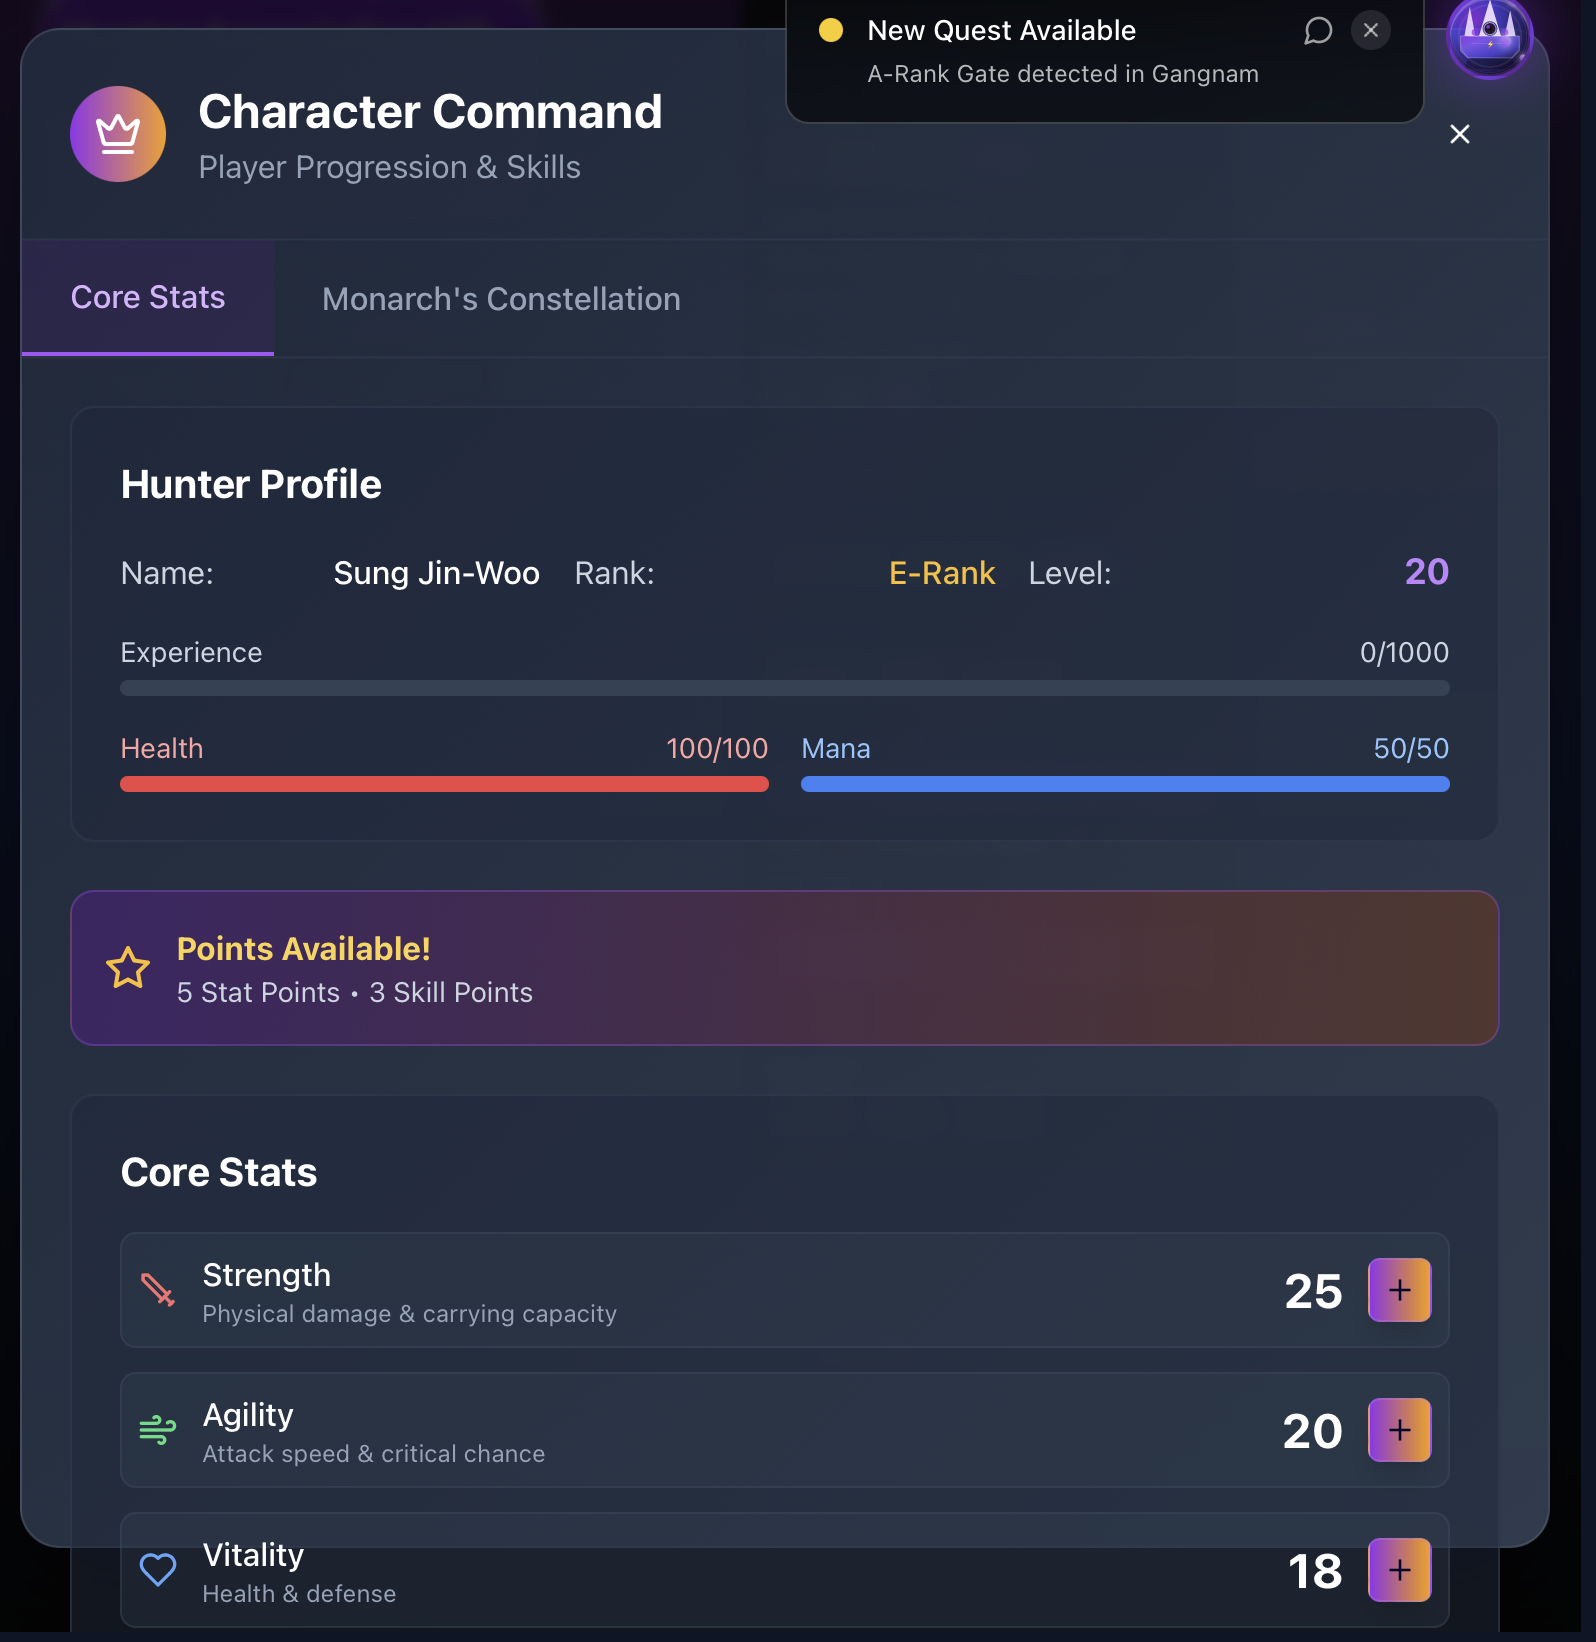 New Quest Available
A-Rank Gate detected in Gangnam
Character Command
Player Progression & Skills
Core Stats
Monarch's Constellation
Hunter Profile
Name: Sung Jin-Woo Rank: E-Rank Level: 20
Experience 0/1000
Health 100/100 Mana 50/50
Points Available!
5 Stat Points • 3 Skill Points
Core Stats
Strength
Physical damage & carrying capacity
25
+
Agility
Attack speed & critical chance
20
+
Vitality
Health & defense
18
+